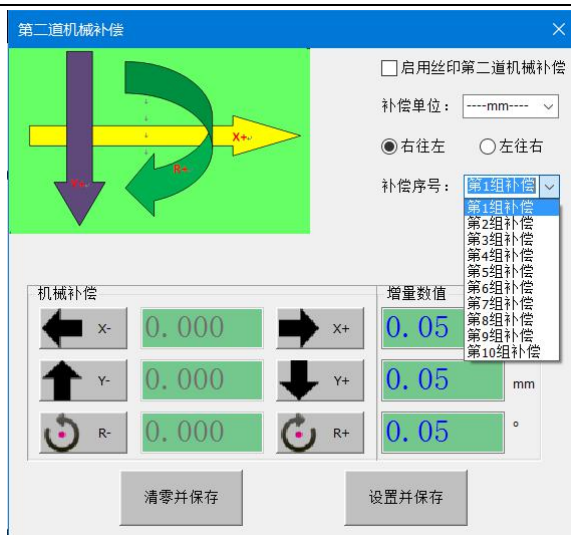 第二道机械补偿
启用丝印第二道机械补偿
补偿单位： ----mm----
右往左 左往右
补偿序号： 第1组补偿
第1组补偿
第2组补偿
第3组补偿
第4组补偿
第5组补偿
第6组补偿
第7组补偿
第8组补偿
第9组补偿
第10组补偿
X+
R+
Y+
机械补偿 增量数值
X- 0.000 X+ 0.05
Y- 0.000 Y+ 0.05 mm
R- 0.000 R+ 0.05 °
清零并保存 设置并保存